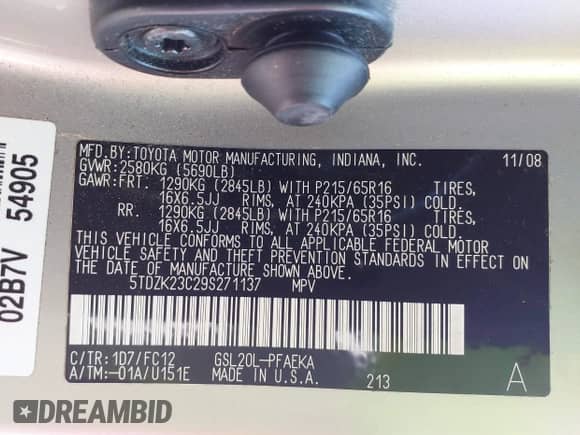 MFD.BY:TOYOTA MOTOR MANUFACTURING, INDIANA, INC. 11/08
GVWR:2580KG (5690LB)
GAWR:FRT. 1290KG (2845LB) WITH P215/65R16 TIRES,
16X6.5JJ RIMS, AT 240KPA (35PSI) COLD.
RR. 1290KG (2845LB) WITH P215/65R16 TIRES,
16X6.5JJ RIMS, AT 240KPA (35PSI) COLD.
THIS VEHICLE CONFORMS TO ALL APPLICABLE FEDERAL MOTOR
VEHICLE SAFETY AND THEFT PREVENTION STANDARDS IN EFFECT ON
THE DATE OF MANUFACTURE SHOWN ABOVE.
5TDZK23C29S271137 MPV
C/TR:1D7/FC12 GSL20L-PFAEKA
A/TM:-01A/U151E MADE IN U.S.A. 213 A
02B7V 54905
DREAMBID